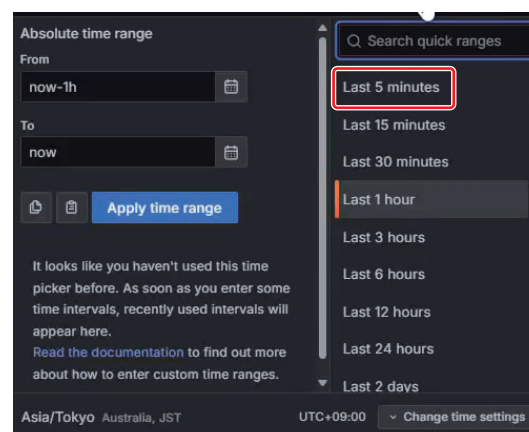 Absolute time range
From
now-1h
To
now
Apply time range
It looks like you haven't used this time
picker before. As soon as you enter some
time intervals, recently used intervals will
appear here.
Read the documentation to find out more
about how to enter custom time ranges.
Search quick ranges
Last 5 minutes
Last 15 minutes
Last 30 minutes
Last 1 hour
Last 3 hours
Last 6 hours
Last 12 hours
Last 24 hours
Last 2 days
Asia/Tokyo Australia, JST UTC+09:00 Change time settings